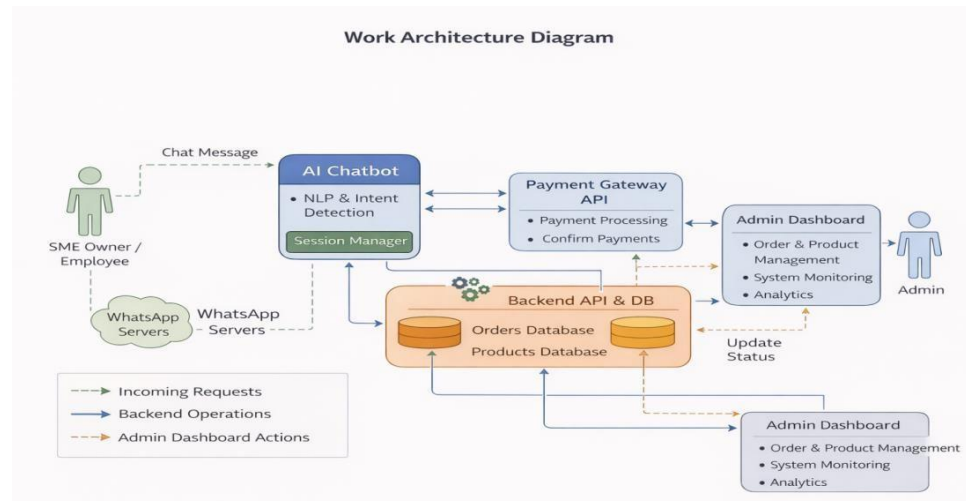 Work Architecture Diagram
Chat Message
SME Owner /
Employee
WhatsApp
Servers
WhatsApp
Servers
AI Chatbot
• NLP & Intent
Detection
Session Manager
Payment Gateway
API
• Payment Processing
• Confirm Payments
Admin Dashboard
• Order & Product
Management
• System Monitoring
• Analytics
Admin
Backend API & DB
Orders Database
Products Database
Update
Status
Incoming Requests
Backend Operations
Admin Dashboard Actions
Admin Dashboard
• Order & Product Management
• System Monitoring
• Analytics